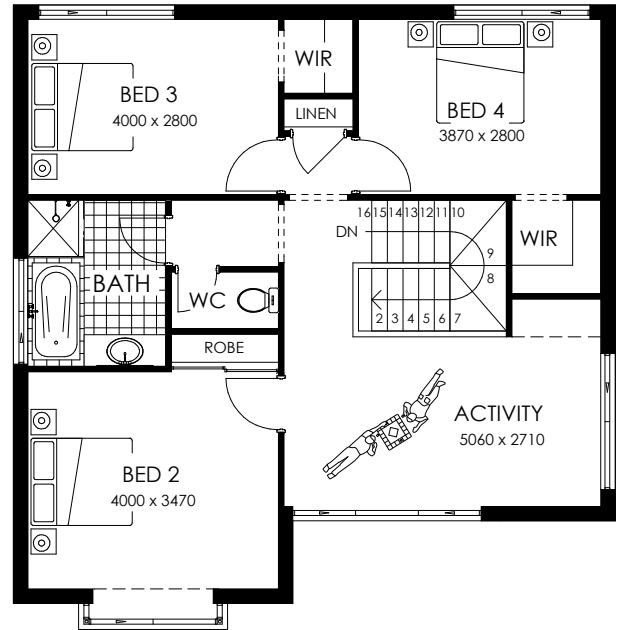 WIR
BED 3
4000 x 2800
LINEN
BED 4
3870 x 2800
16 15 14 13 12 11 10
DN
9
8
WIR
BATH
WC
2 3 4 5 6 7
ROBE
ACTIVITY
5060 x 2710
BED 2
4000 x 3470